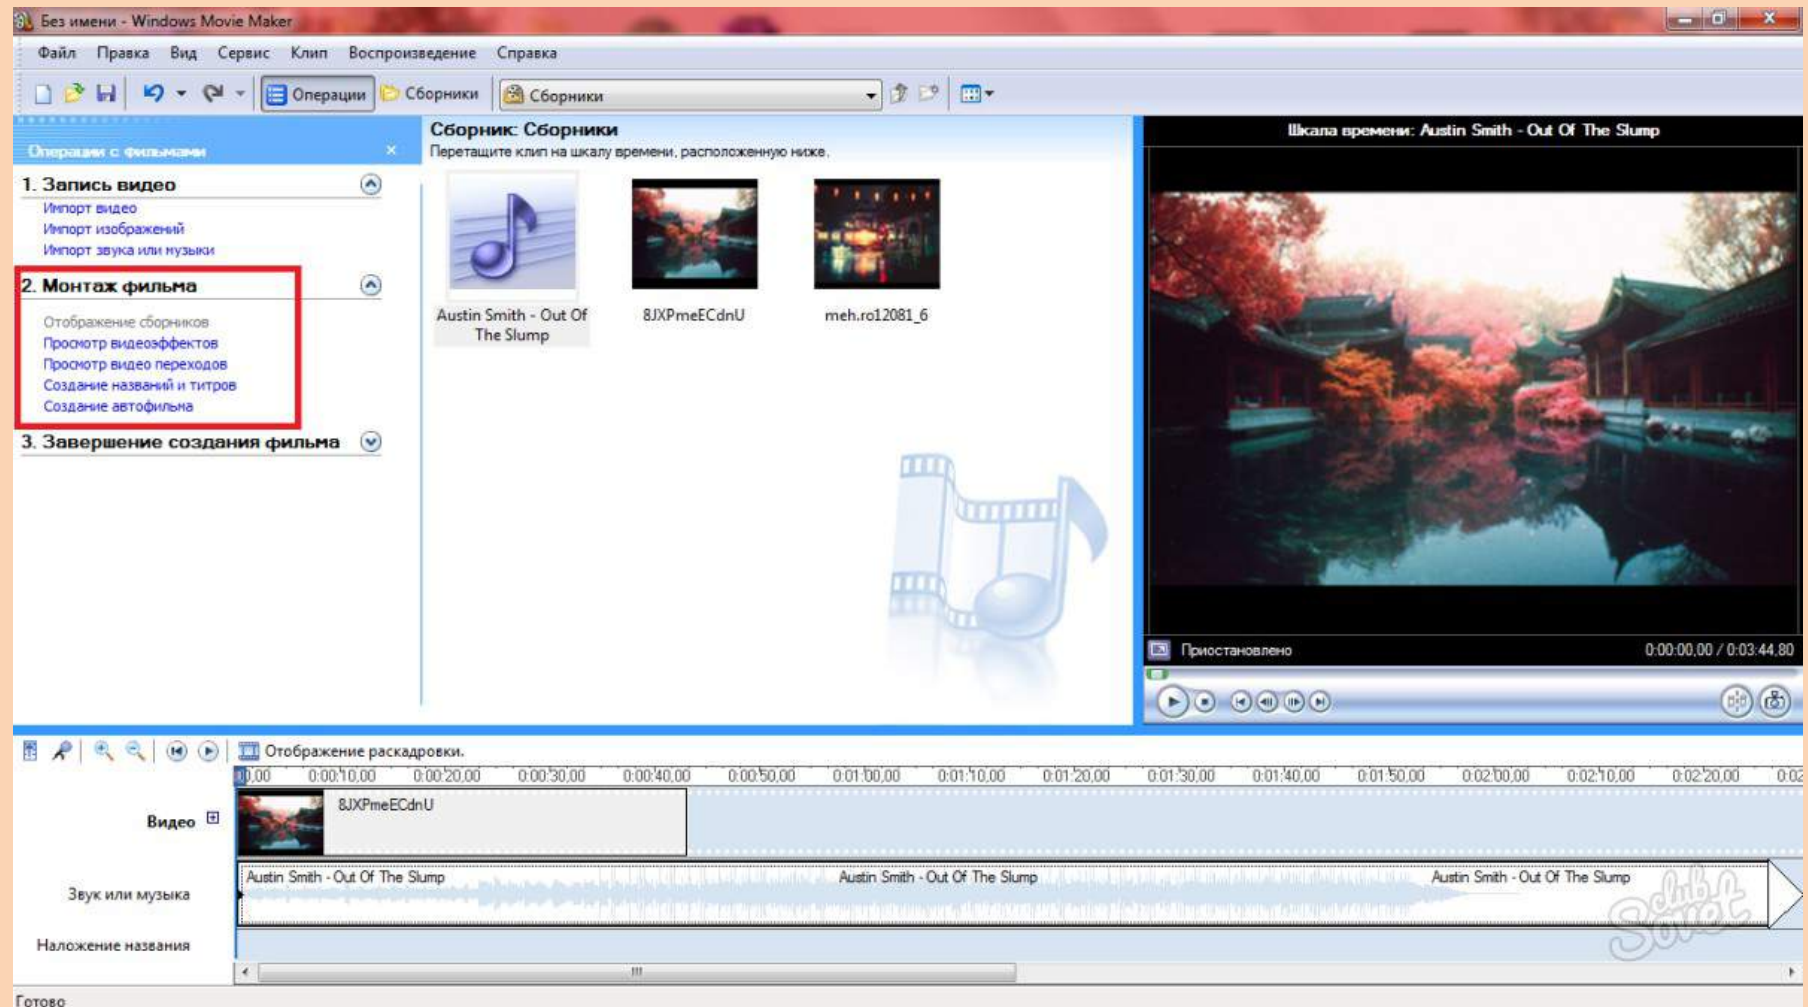 Без имени - Windows Movie Maker
Файл Правка Вид Сервис Клип Воспроизведение Справка
Операции Сборники Сборники
Операции с фильмами
1. Запись видео
Импорт видео
Импорт изображений
Импорт звука или музыки
2. Монтаж фильма
Отображение сборников
Просмотр видеоэффектов
Просмотр видео переходов
Создание названий и титров
Создание автофильма
3. Завершение создания фильма
Сборник: Сборники
Перетащите клип на шкалу времени, расположенную ниже.
Austin Smith - Out Of
The Slump
8JXPmeECdnU
meh.ro12081_6
Шкала времени: Austin Smith - Out Of The Slump
Приостановлено 0:00:00,00 / 0:03:44,80
Отображение раскадровки.
00,00 0:00:10,00 0:00:20,00 0:00:30,00 0:00:40,00 0:00:50,00 0:01:00,00 0:01:10,00 0:01:20,00 0:01:30,00 0:01:40,00 0:01:50,00 0:02:00,00 0:02:10,00 0:02:20,00 0:02
Видео 8JXPmeECdnU
Звук или музыка
Austin Smith - Out Of The Slump Austin Smith - Out Of The Slump Austin Smith - Out Of The Slump
Наложение названия
club Sovet
Готово